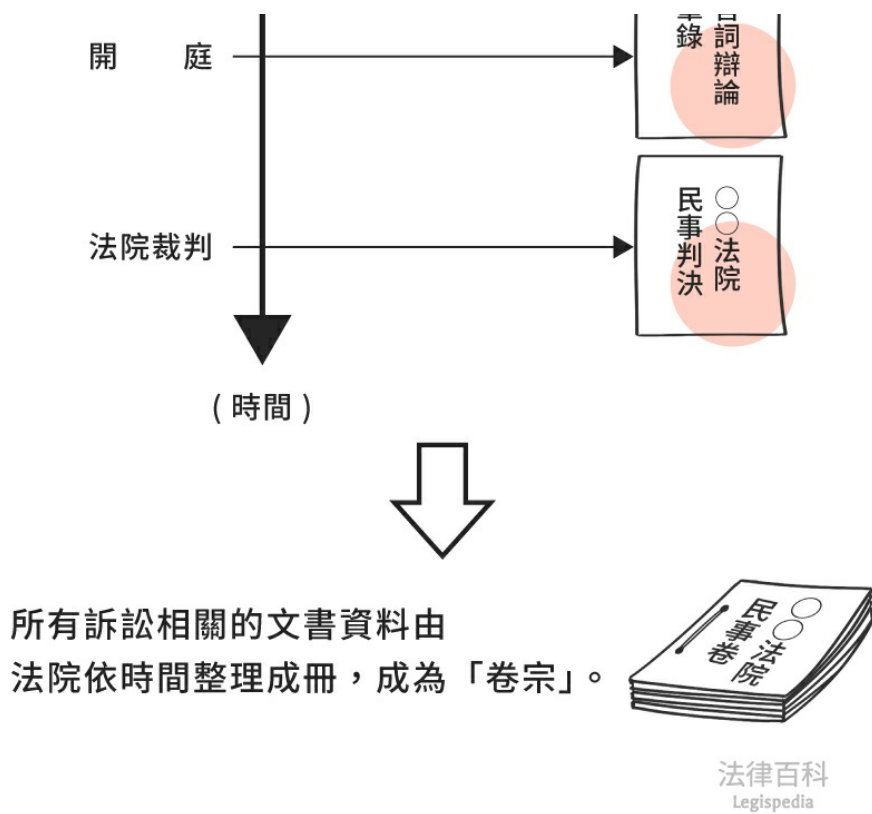 開　　庭
言詞辯論
筆錄
法院裁判
○○法院
民事判決
(時間)
所有訴訟相關的文書資料由
法院依時間整理成冊，成為「卷宗」。
○○法院
民事卷
法律百科
Legispedia